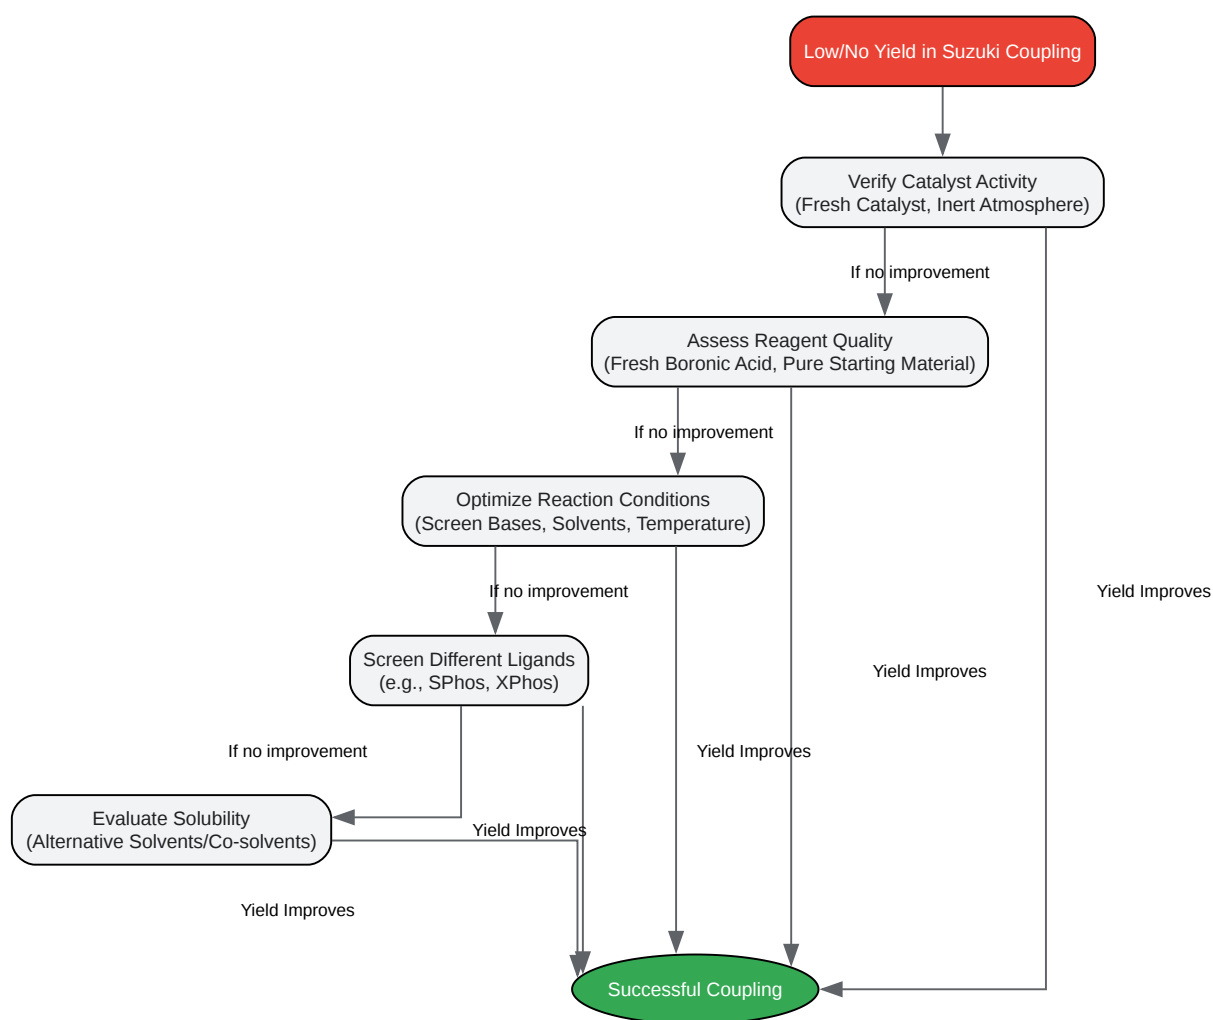 Low/No Yield in Suzuki Coupling
Verify Catalyst Activity
(Fresh Catalyst, Inert Atmosphere)
If no improvement
Assess Reagent Quality
(Fresh Boronic Acid, Pure Starting Material)
If no improvement
Optimize Reaction Conditions
(Screen Bases, Solvents, Temperature)
If no improvement
Yield Improves
Screen Different Ligands
(e.g., SPhos, XPhos)
Yield Improves
If no improvement
Yield Improves
Evaluate Solubility
(Alternative Solvents/Co-solvents)
Yield Improves
Yield Improves
Successful Coupling